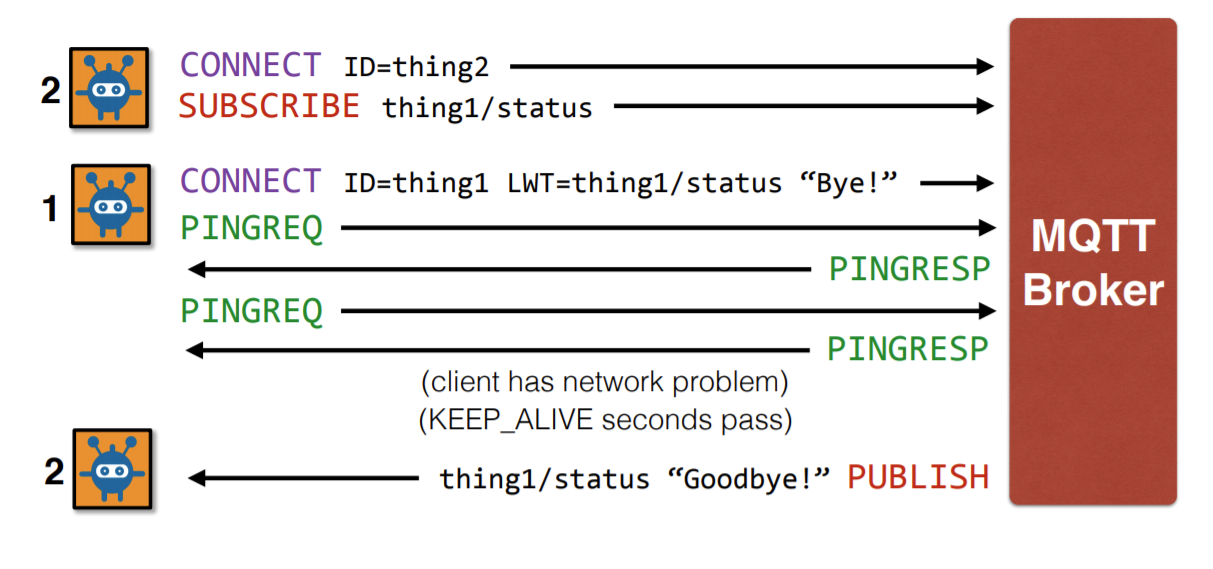 2 CONNECT ID=thing2
SUBSCRIBE thing1/status
1 CONNECT ID=thing1 LWT=thing1/status “Bye!”
PINGREQ
PINGRESP
PINGREQ
PINGRESP
(client has network problem)
(KEEP_ALIVE seconds pass)
2 thing1/status “Goodbye!” PUBLISH
MQTT
Broker